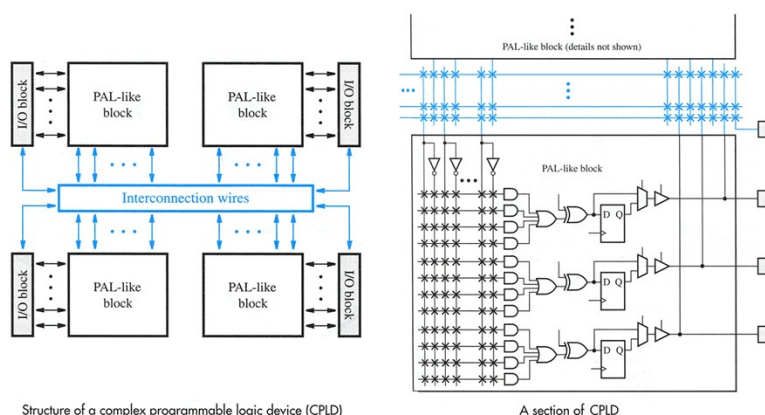 PAL-like block (details not shown)
I/O block
PAL-like
block
PAL-like
block
I/O block
Interconnection wires
PAL-like block
D Q
I/O block
PAL-like
block
PAL-like
block
I/O block
D Q
D Q
Structure of a complex programmable logic device (CPLD)
A section of CPLD